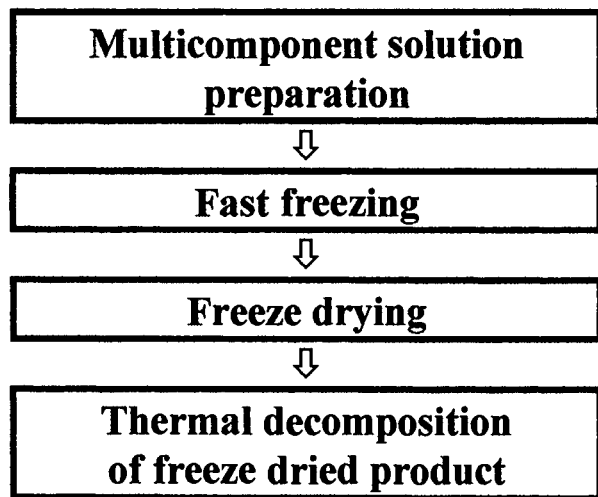 Multicomponent solution
preparation
Fast freezing
Freeze drying
Thermal decomposition
of freeze dried product